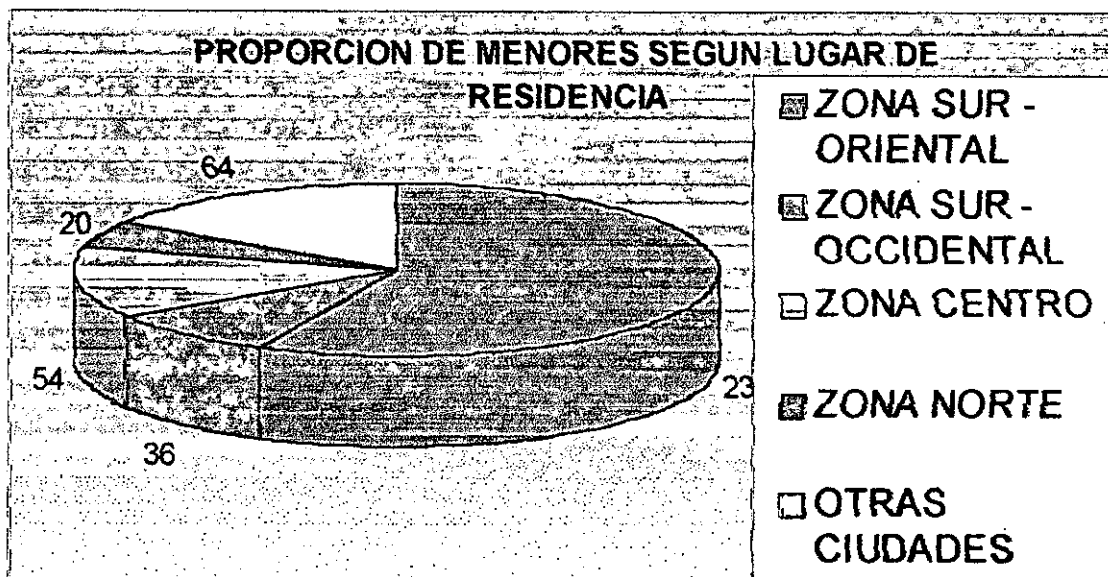 PROPORCION DE MENORES SEGUN LUGAR DE
RESIDENCIA
64
20
54
36
23
ZONA SUR -
ORIENTAL
ZONA SUR -
OCCIDENTAL
ZONA CENTRO
ZONA NORTE
OTRAS
CIUDADES